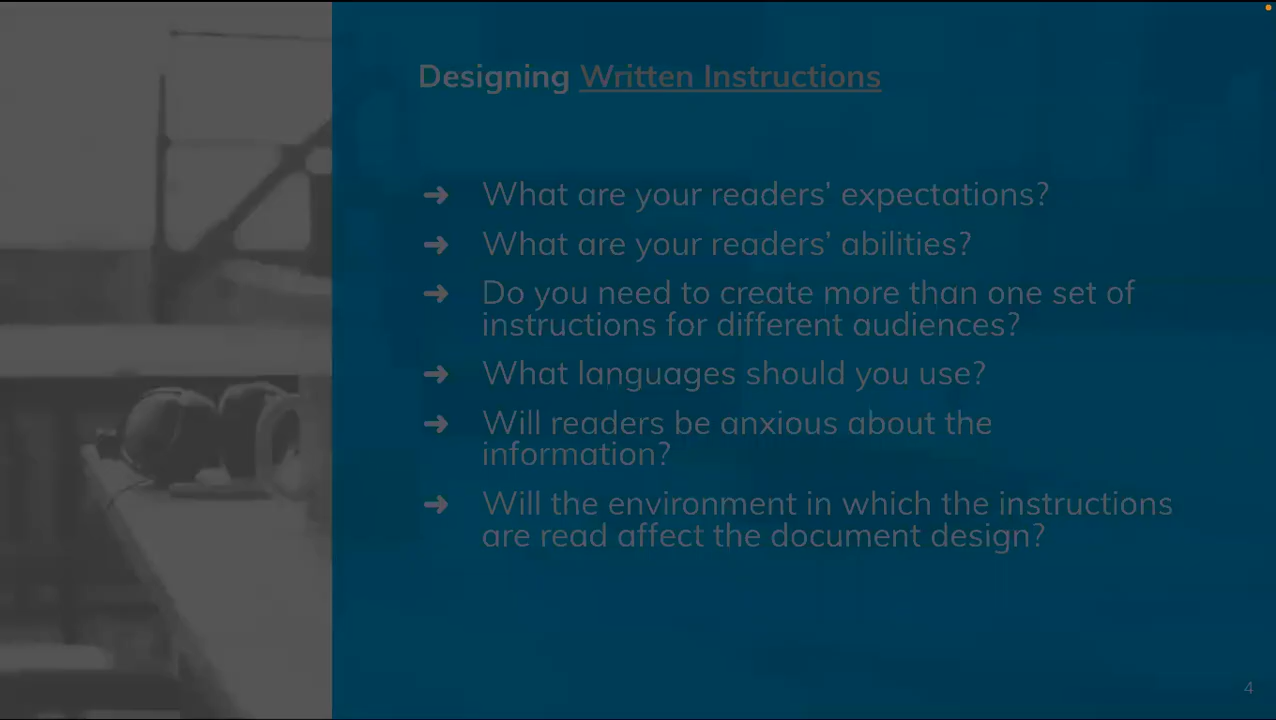 Designing Written Instructions
➜ What are your readers’ expectations?
➜ What are your readers’ abilities?
➜ Do you need to create more than one set of
instructions for different audiences?
➜ What languages should you use?
➜ Will readers be anxious about the
information?
➜ Will the environment in which the instructions
are read affect the document design?
4